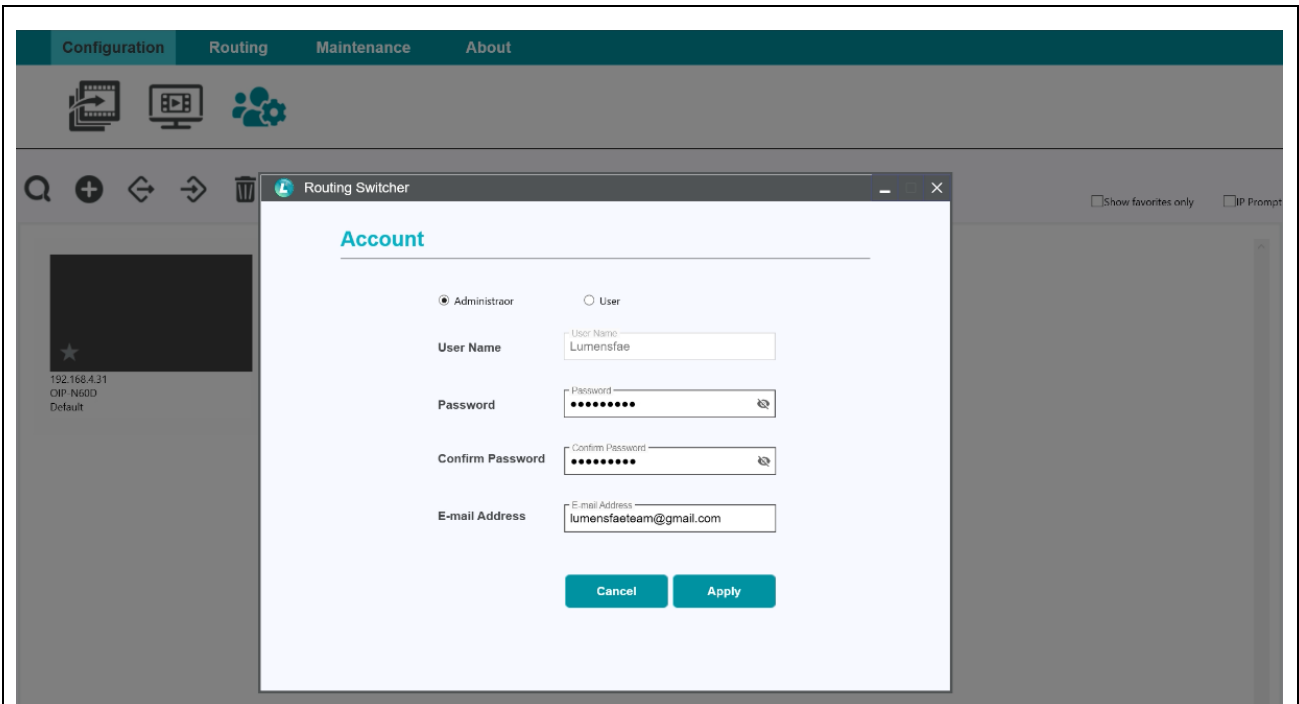 Configuration Routing Maintenance About
Routing Switcher
Show favorites only IP Prompt
Account
Administraor User
User Name
User Name Lumensfae
192.168.4.31
OIP-N60D
Default
Password
Password •••••••••
Confirm Password
Confirm Password •••••••••
E-mail Address
E-mail Address lumensfaeteam@gmail.com
Cancel Apply